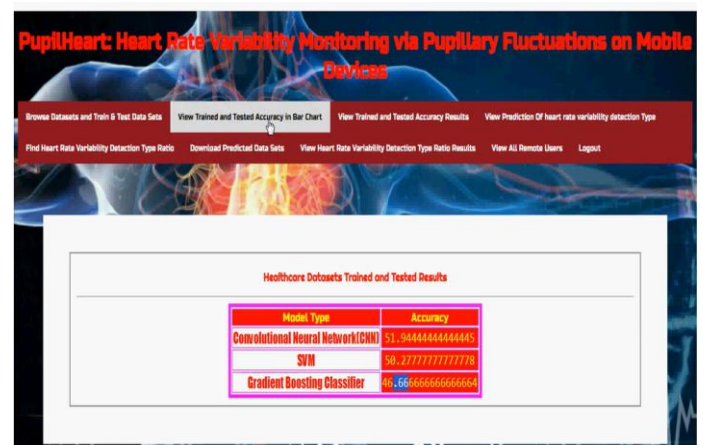 PupilHeart: Heart Rate Variability Monitoring via Pupillary Fluctuations on Mobile
Devices
Browse Datasets and Train & Test Data Sets View Trained and Tested Accuracy in Bar Chart View Trained and Tested Accuracy Results View Prediction Of heart rate variability detection Type
Find Heart Rate Variability Detection Type Ratio Download Predicted Data Sets View Heart Rate Variability Detection Type Ratio Results View All Remote Users Logout
Healthcare Datasets Trained and Tested Results
Model Type Accuracy
Convolutional Neural Network(CNN) 51.94444444444445
SVM 50.27777777777778
Gradient Boosting Classifier 46.666666666666664